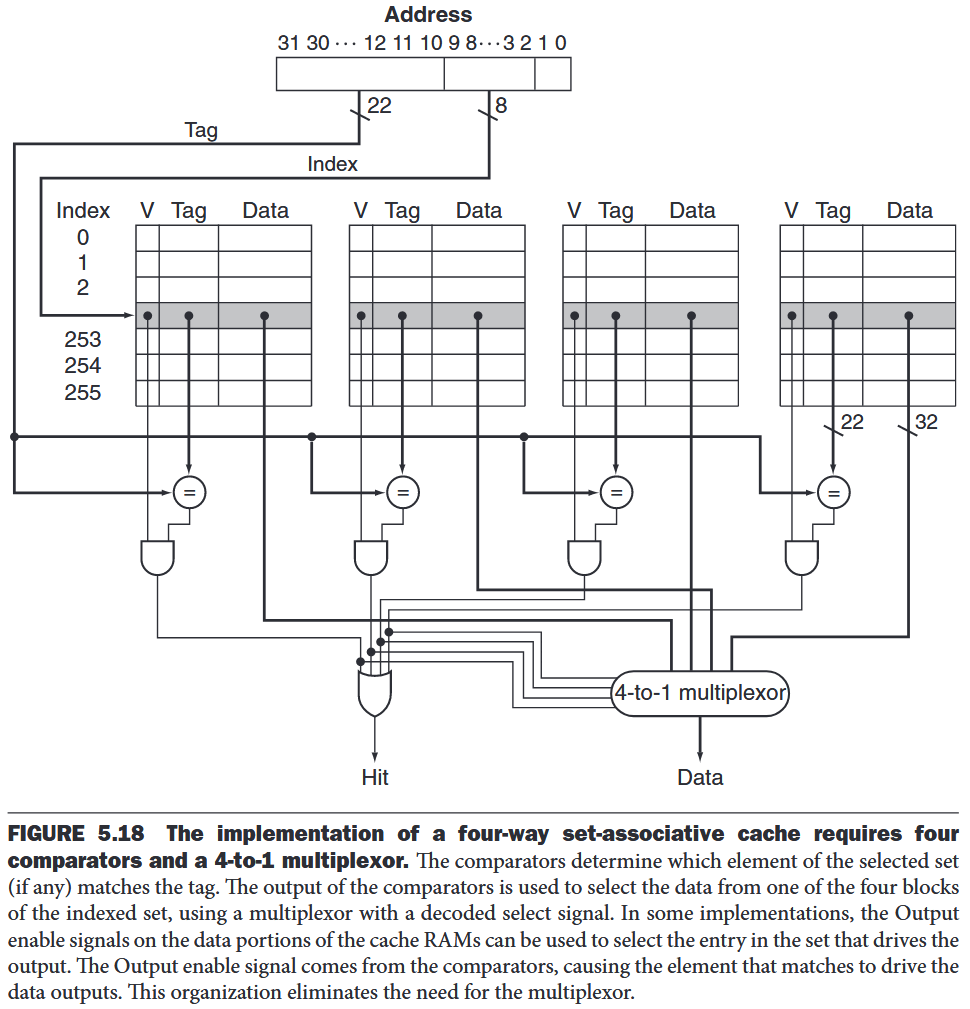 Address
31 30 ··· 12 11 10 9 8···3 2 1 0
22
8
Tag
Index
Index V Tag Data V Tag Data V Tag Data V Tag Data
0
1
2
253
254
255
22
32
= = = =
4-to-1 multiplexor
Hit
Data
FIGURE 5.18 The implementation of a four-way set-associative cache requires four
comparators and a 4-to-1 multiplexor. The comparators determine which element of the selected set
(if any) matches the tag. The output of the comparators is used to select the data from one of the four blocks
of the indexed set, using a multiplexor with a decoded select signal. In some implementations, the Output
enable signals on the data portions of the cache RAMs can be used to select the entry in the set that drives the
output. The Output enable signal comes from the comparators, causing the element that matches to drive the
data outputs. This organization eliminates the need for the multiplexor.